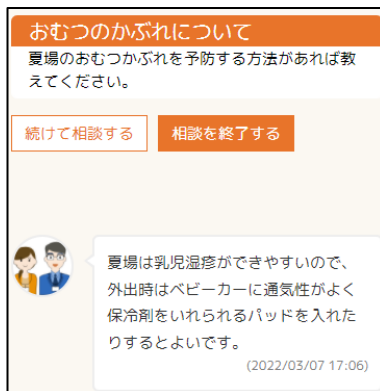 おむつのかぶれについて
夏場のおむつかぶれを予防する方法があれば教
えてください。
続けて相談する
相談を終了する
夏場は乳児湿疹ができやすいので、
外出時はベビーカーに通気性がよく
保冷剤をいれられるパッドを入れた
りするとよいです。
(2022/03/07 17:06)